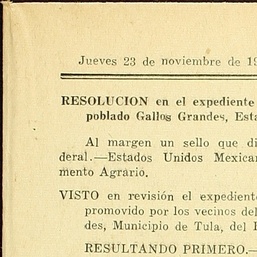 Jueves 23 de noviembre de 19
RESOLUCION en el expediente
poblado Gallos Grandes, Esta
Al margen un sello que di
deral.—Estados Unidos Mexican
mento Agrario.
VISTO en revisión el expedient
promovido por los vecinos del
des, Municipio de Tula, del
RESULTANDO PRIMERO.—